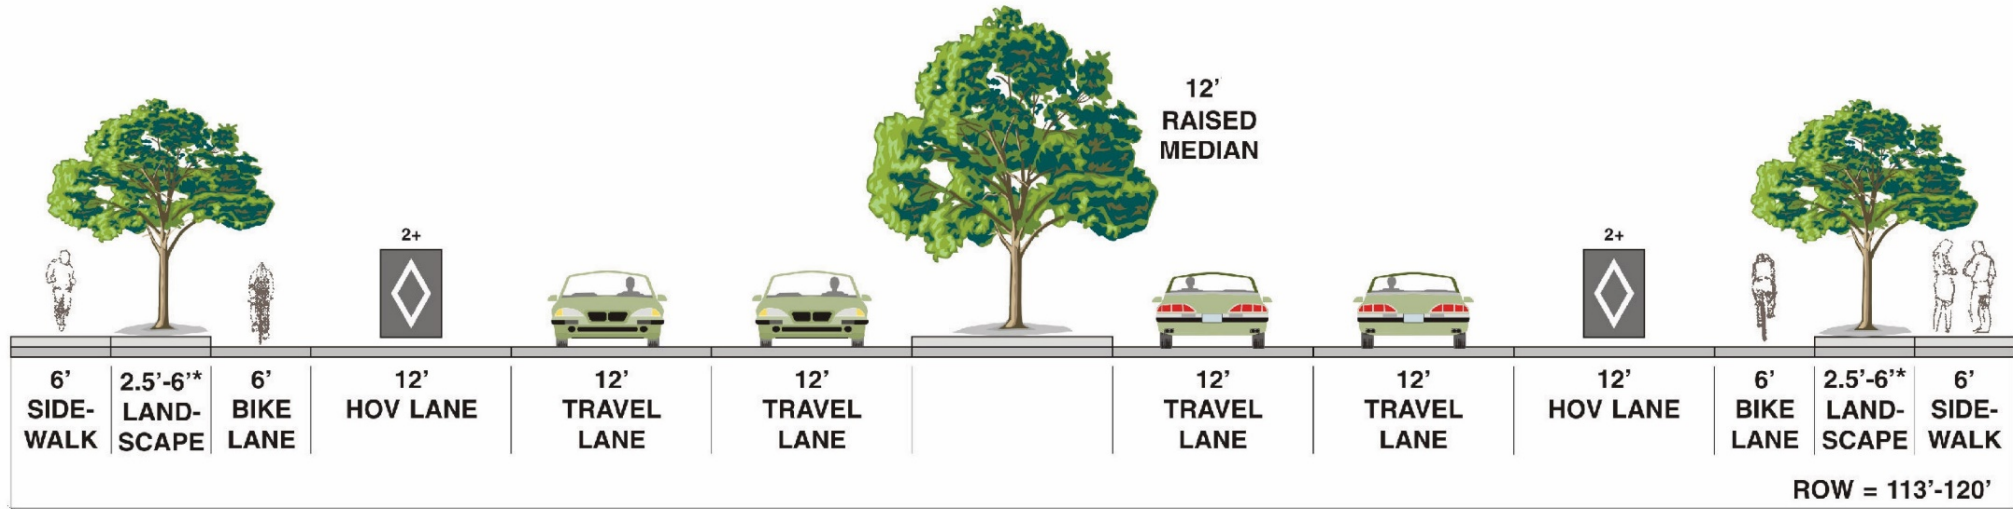 12’
RAISED
MEDIAN
2+
2+
6’
SIDE-
WALK
2.5’-6’*
LAND-
SCAPE
6’
BIKE
LANE
12’
HOV LANE
12’
TRAVEL
LANE
12’
TRAVEL
LANE
12’
TRAVEL
LANE
12’
TRAVEL
LANE
12’
HOV LANE
6’
BIKE
LANE
2.5’-6’*
LAND-
SCAPE
6’
SIDE-
WALK
ROW = 113’-120’